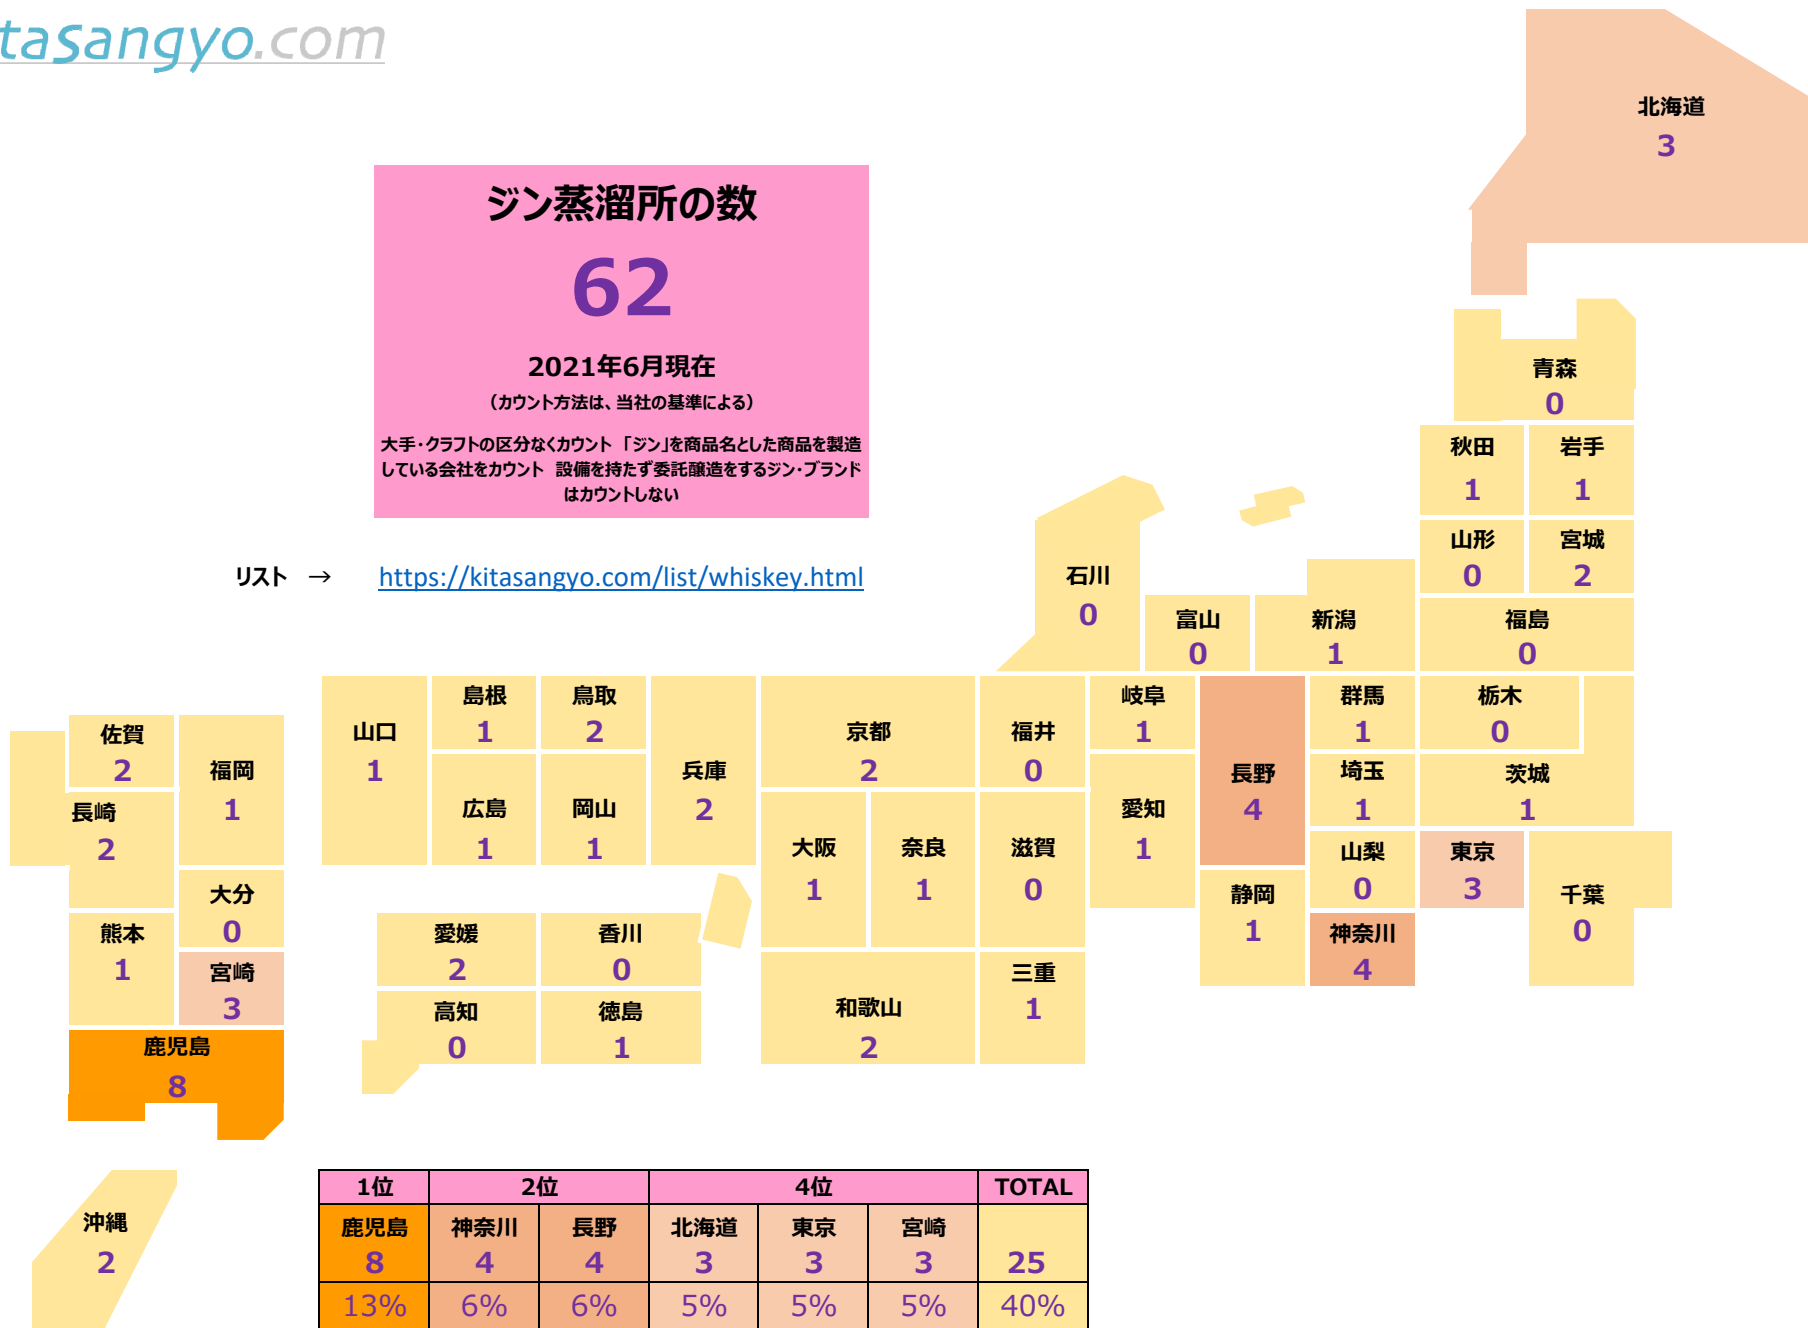 tasangyo.com
北海道
3
ジン蒸溜所の数
62
2021年6月現在
（カウント方法は、当社の基準による）
大手・クラフトの区分なくカウント 「ジン」を商品名とした商品を製造
している会社をカウント　設備を持たず委託醸造をするジン・ブランド
はカウントしない
リスト → https://kitasangyo.com/list/whiskey.html
青森
0
秋田 岩手
1 1
山形 宮城
0 2
石川
0
富山 新潟 福島
0 1 0
島根 鳥取 岐阜 群馬 栃木
1 2 1 1 0
佐賀 山口 京都 福井
2 1 2 0
福岡 兵庫 長野 埼玉 茨城
1 2 4 1 1
長崎 広島 岡山 愛知
2 1 1 1
大阪 奈良 滋賀 山梨 東京
1 1 0 0 3
大分 静岡 千葉
0 1 0
熊本 愛媛 香川 神奈川
1 2 0 4
宮崎 三重
3 1
高知 徳島 和歌山
0 1 2
鹿児島
8
沖縄
2
1位 2位 4位 TOTAL
鹿児島 神奈川 長野 北海道 東京 宮崎
8 4 4 3 3 3 25
13% 6% 6% 5% 5% 5% 40%